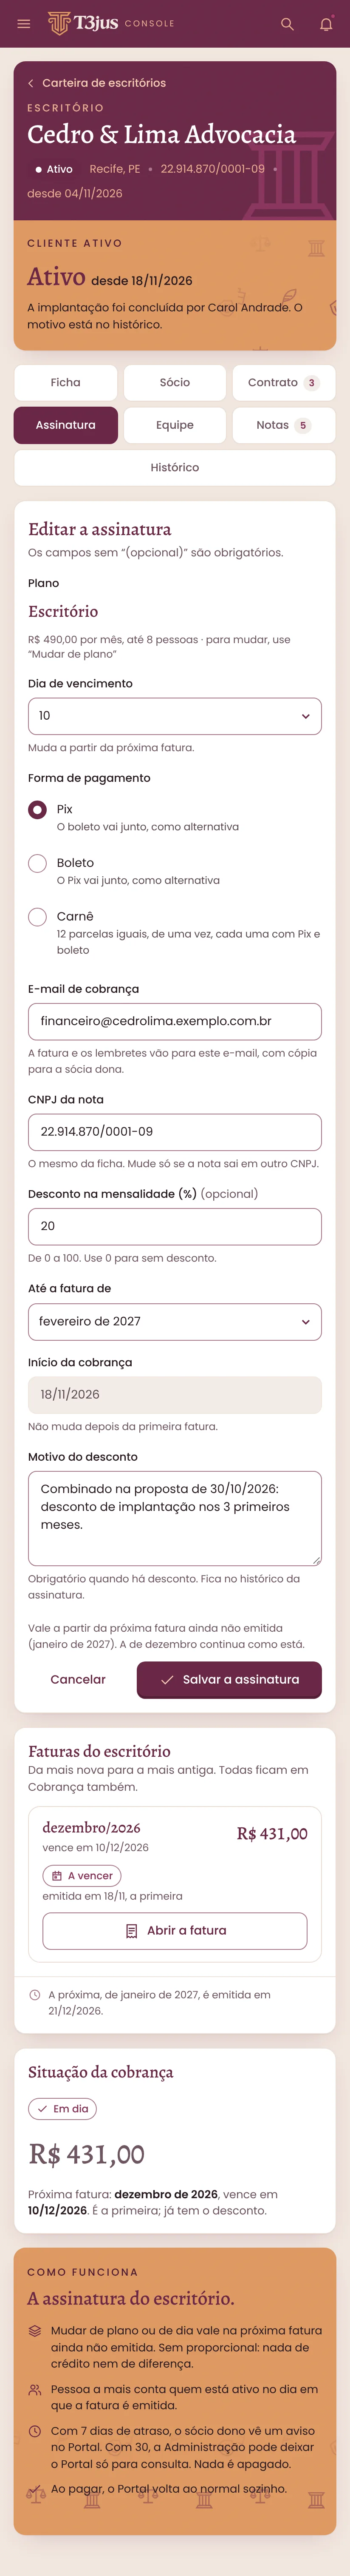 T3jus CONSOLE
Carteira de escritórios
ESCRITÓRIO
Cedro & Lima Advocacia
Ativo Recife, PE • 22.914.870/0001-09 •
desde 04/11/2026
CLIENTE ATIVO
Ativo desde 18/11/2026
A implantação foi concluída por Carol Andrade. O
motivo está no histórico.
Ficha
Sócio
Contrato 3
Assinatura
Equipe
Notas 5
Histórico
Editar a assinatura
Os campos sem “(opcional)” são obrigatórios.
Plano
Escritório
R$ 490,00 por mês, até 8 pessoas · para mudar, use
“Mudar de plano”
Dia de vencimento
10
Muda a partir da próxima fatura.
Forma de pagamento
Pix
O boleto vai junto, como alternativa
Boleto
O Pix vai junto, como alternativa
Carnê
12 parcelas iguais, de uma vez, cada uma com Pix e
boleto
E-mail de cobrança
financeiro@cedrolima.exemplo.com.br
A fatura e os lembretes vão para este e-mail, com cópia
para a sócia dona.
CNPJ da nota
22.914.870/0001-09
O mesmo da ficha. Mude só se a nota sai em outro CNPJ.
Desconto na mensalidade (%) (opcional)
20
De 0 a 100. Use 0 para sem desconto.
Até a fatura de
fevereiro de 2027
Início da cobrança
18/11/2026
Não muda depois da primeira fatura.
Motivo do desconto
Combinado na proposta de 30/10/2026:
desconto de implantação nos 3 primeiros
meses.
Obrigatório quando há desconto. Fica no histórico da
assinatura.
Vale a partir da próxima fatura ainda não emitida
(janeiro de 2027). A de dezembro continua como está.
Cancelar
Salvar a assinatura
Faturas do escritório
Da mais nova para a mais antiga. Todas ficam em
Cobrança também.
dezembro/2026
R$ 431,00
vence em 10/12/2026
A vencer
emitida em 18/11, a primeira
Abrir a fatura
A próxima, de janeiro de 2027, é emitida em
21/12/2026.
Situação da cobrança
Em dia
R$ 431,00
Próxima fatura: dezembro de 2026, vence em
10/12/2026. É a primeira; já tem o desconto.
COMO FUNCIONA
A assinatura do escritório.
Mudar de plano ou de dia vale na próxima fatura
ainda não emitida. Sem proporcional: nada de
crédito nem de diferença.
Pessoa a mais conta quem está ativo no dia em
que a fatura é emitida.
Com 7 dias de atraso, o sócio dono vê um aviso
no Portal. Com 30, a Administração pode deixar
o Portal só para consulta. Nada é apagado.
Ao pagar, o Portal volta ao normal sozinho.